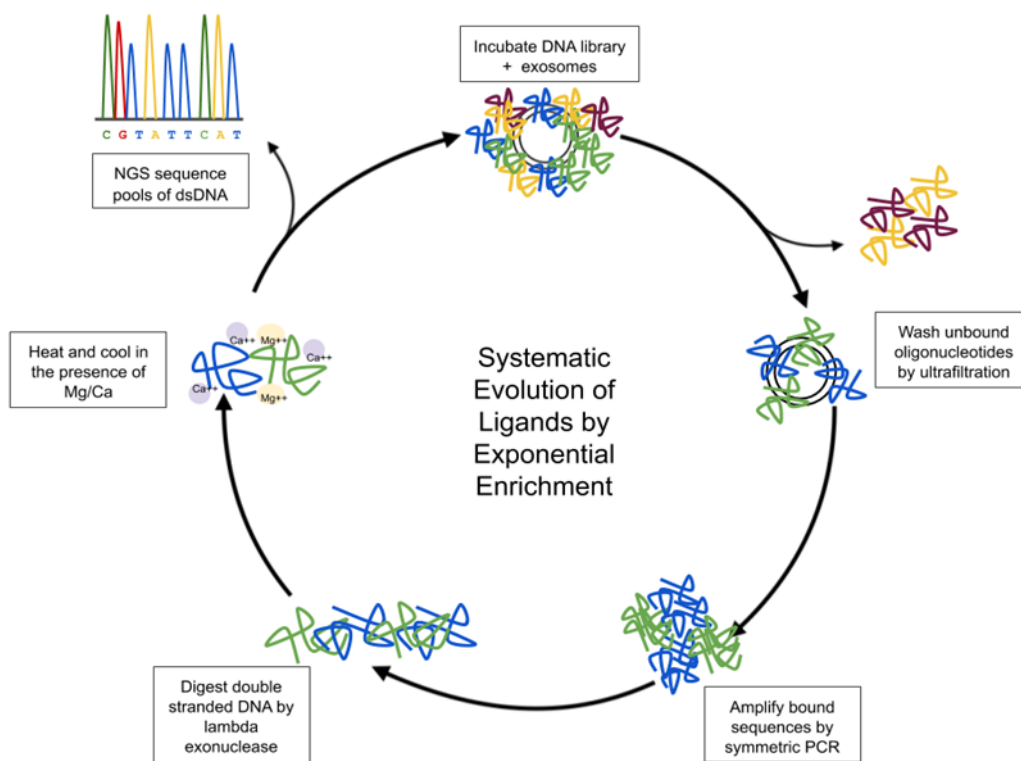 Incubate DNA library
+ exosomes
C G T A T T C A T
NGS sequence
pools of dsDNA
Wash unbound
oligonucleotides
by ultrafiltration
Heat and cool in
the presence of
Mg/Ca
Ca++
Mg++
Ca++
Ca++
Mg++
Systematic
Evolution of
Ligands by
Exponential
Enrichment
Digest double
stranded DNA by
lambda
exonuclease
Amplify bound
sequences by
symmetric PCR